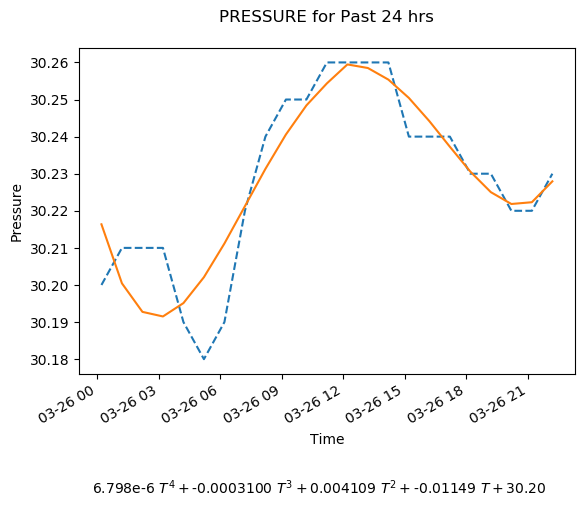 PRESSURE for Past 24 hrs
30.26
30.25
30.24
30.23
30.22
30.21
30.20
30.19
30.18
Pressure
03-26 00 03-26 03 03-26 06 03-26 09 03-26 12 03-26 15 03-26 18 03-26 21
Time
6.798e-6 T⁴ + -0.0003100 T³ + 0.004109 T² + -0.01149 T + 30.20